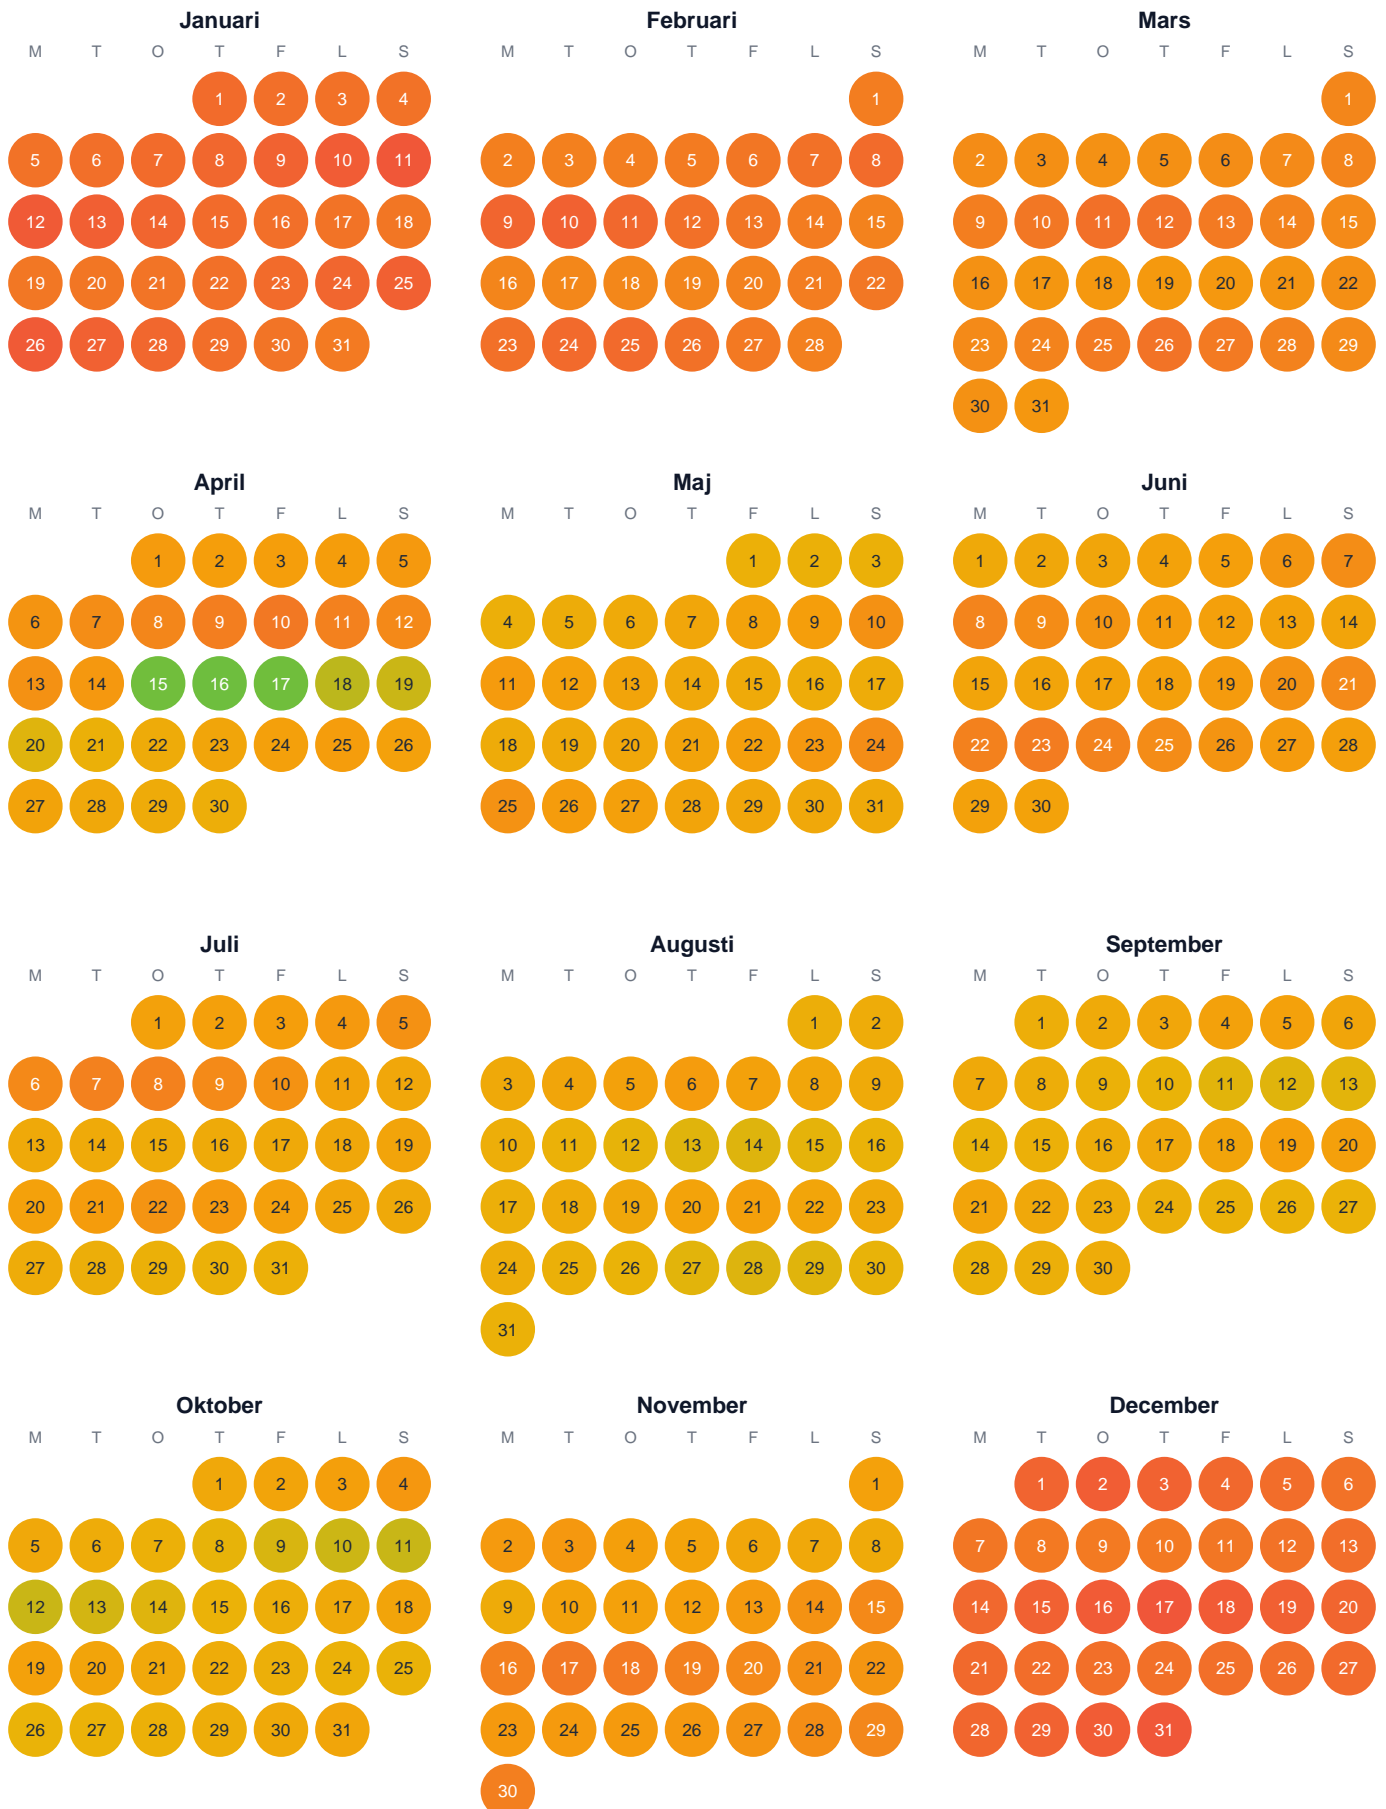 Januari Februari Mars
M T O T F L S M T O T F L S M T O T F L S
1 2 3 4 1 1
5 6 7 8 9 10 11 2 3 4 5 6 7 8 2 3 4 5 6 7 8
12 13 14 15 16 17 18 9 10 11 12 13 14 15 9 10 11 12 13 14 15
19 20 21 22 23 24 25 16 17 18 19 20 21 22 16 17 18 19 20 21 22
26 27 28 29 30 31 23 24 25 26 27 28 23 24 25 26 27 28 29
30 31
April Maj Juni
M T O T F L S M T O T F L S M T O T F L S
1 2 3 4 5 1 2 3 1 2 3 4 5 6 7
6 7 8 9 10 11 12 4 5 6 7 8 9 10 8 9 10 11 12 13 14
13 14 15 16 17 18 19 11 12 13 14 15 16 17 15 16 17 18 19 20 21
20 21 22 23 24 25 26 18 19 20 21 22 23 24 22 23 24 25 26 27 28
27 28 29 30 25 26 27 28 29 30 31 29 30
Juli Augusti September
M T O T F L S M T O T F L S M T O T F L S
1 2 3 4 5 1 2 1 2 3 4 5 6
6 7 8 9 10 11 12 3 4 5 6 7 8 9 7 8 9 10 11 12 13
13 14 15 16 17 18 19 10 11 12 13 14 15 16 14 15 16 17 18 19 20
20 21 22 23 24 25 26 17 18 19 20 21 22 23 21 22 23 24 25 26 27
27 28 29 30 31 24 25 26 27 28 29 30 28 29 30
31
Oktober November December
M T O T F L S M T O T F L S M T O T F L S
1 2 3 4 1 1 2 3 4 5 6
5 6 7 8 9 10 11 2 3 4 5 6 7 8 7 8 9 10 11 12 13
12 13 14 15 16 17 18 9 10 11 12 13 14 15 14 15 16 17 18 19 20
19 20 21 22 23 24 25 16 17 18 19 20 21 22 21 22 23 24 25 26 27
26 27 28 29 30 31 23 24 25 26 27 28 29 28 29 30 31
30